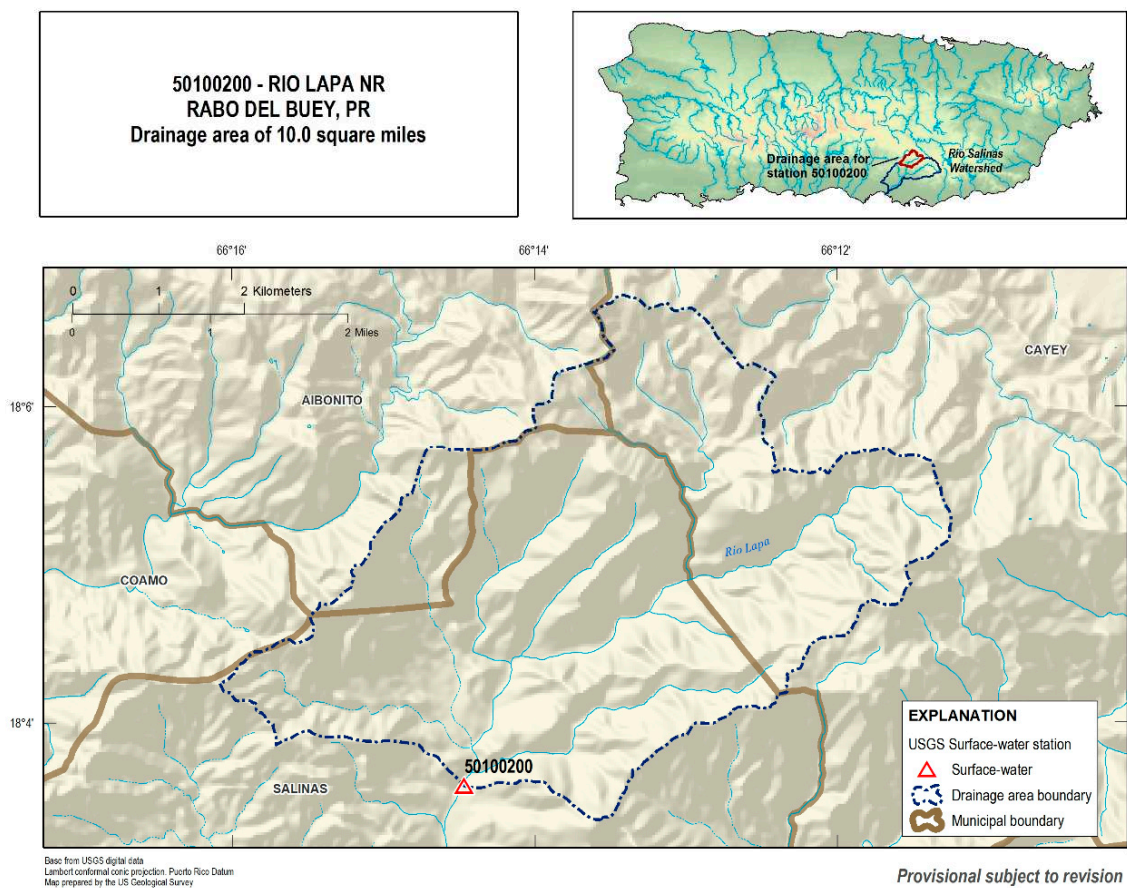 50100200 - RIO LAPA NR
RABO DEL BUEY, PR
Drainage area of 10.0 square miles
Drainage area for
station 50100200
Rio Salinas
Watershed
66°16'
66°14'
66°12'
0 1 2 Kilometers
0 1 2 Miles
CAYEY
AIBONITO
18°6'
Rio Lapa
COAMO
18°4'
50100200
SALINAS
EXPLANATION
USGS Surface-water station
Surface-water
Drainage area boundary
Municipal boundary
Base from USGS digital data
Lambert conformal conic projection. Puerto Rico Datum
Map prepared by the US Geological Survey
Provisional subject to revision